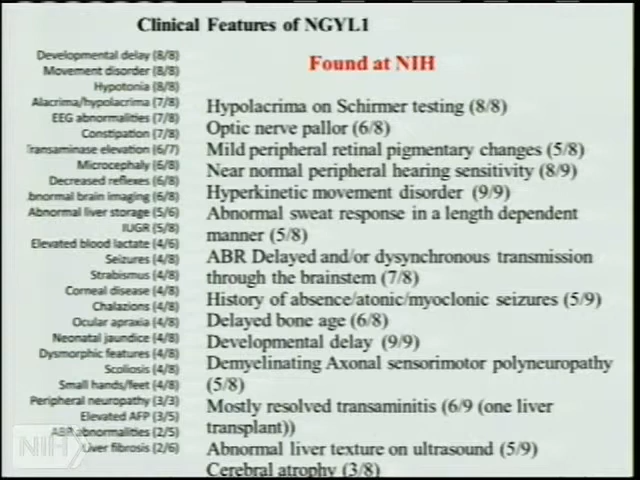 Clinical Features of NGYL1
Developmental delay (8/8)
Movement disorder (8/8)
Hypotonia (8/8)
Alacrima/hypolacrima (7/8)
EEG abnormalities (7/8)
Constipation (7/8)
Transaminase elevation (6/7)
Microcephaly (6/8)
Decreased reflexes (6/8)
bnormal brain imaging (6/8)
Abnormal liver storage (5/6)
IUGR (5/8)
Elevated blood lactate (4/6)
Seizures (4/8)
Strabismus (4/8)
Corneal disease (4/8)
Chalazions (4/8)
Ocular apraxia (4/8)
Neonatal jaundice (4/8)
Dysmorphic features (4/8)
Scoliosis (4/8)
Small hands/feet (4/8)
Peripheral neuropathy (3/3)
Elevated AFP (3/5)
ABR abnormalities (2/5)
Liver fibrosis (2/6)
Found at NIH
Hypolacrima on Schirmer testing (8/8)
Optic nerve pallor (6/8)
Mild peripheral retinal pigmentary changes (5/8)
Near normal peripheral hearing sensitivity (8/9)
Hyperkinetic movement disorder (9/9)
Abnormal sweat response in a length dependent
manner (5/8)
ABR Delayed and/or dysynchronous transmission
through the brainstem (7/8)
History of absence/atonic/myoclonic seizures (5/9)
Delayed bone age (6/8)
Developmental delay (9/9)
Demyelinating Axonal sensorimotor polyneuropathy
(5/8)
Mostly resolved transaminitis (6/9 (one liver
transplant))
Abnormal liver texture on ultrasound (5/9)
Cerebral atrophy (3/8)
NIH